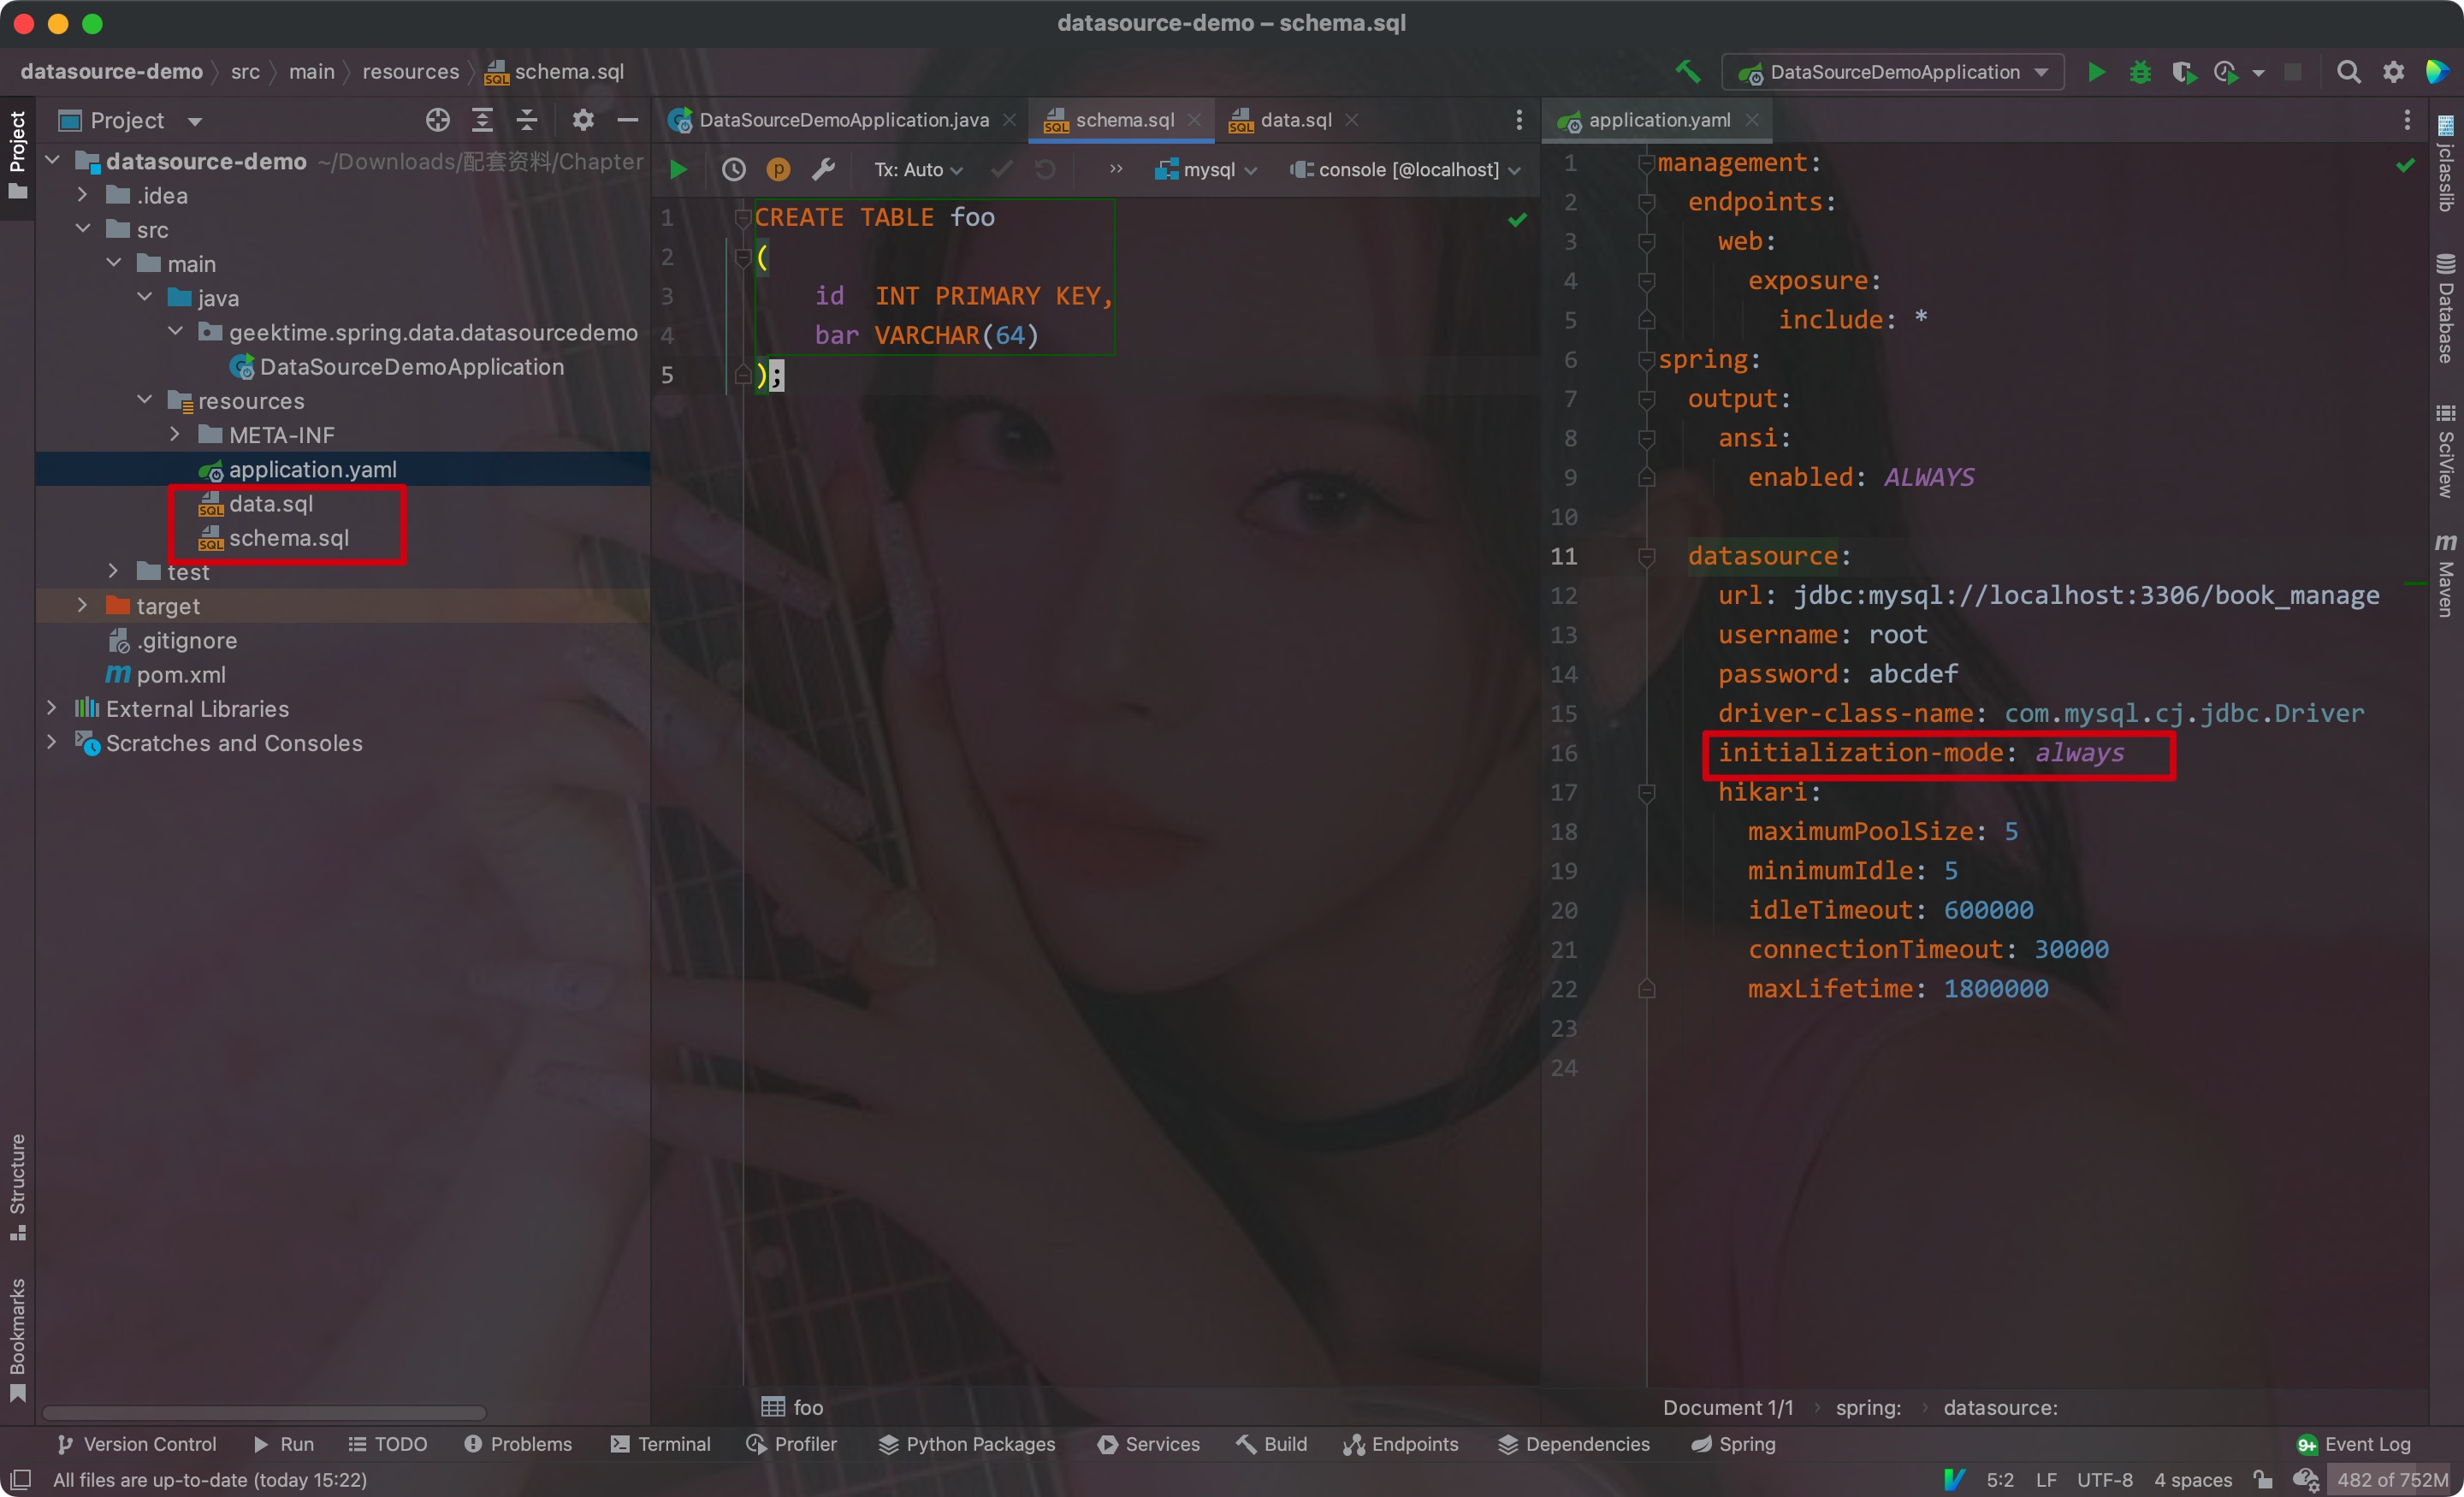 datasource-demo – schema.sql
datasource-demo src main resources schema.sql
DataSourceDemoApplication
Project
datasource-demo ~/Downloads/配套资料/Chapter
.idea
src
main
java
geektime.spring.data.datasourcedemo
DataSourceDemoApplication
resources
META-INF
application.yaml
data.sql
schema.sql
test
target
.gitignore
pom.xml
External Libraries
Scratches and Consoles
Project
Structure
Bookmarks
DataSourceDemoApplication.java schema.sql data.sql
Tx: Auto mysql console [@localhost]
1 CREATE TABLE foo
2 (
3 id INT PRIMARY KEY,
4 bar VARCHAR(64)
5 );
foo
application.yaml
1 management:
2 endpoints:
3 web:
4 exposure:
5 include: *
6 spring:
7 output:
8 ansi:
9 enabled: ALWAYS
10
11 datasource:
12 url: jdbc:mysql://localhost:3306/book_manage
13 username: root
14 password: abcdef
15 driver-class-name: com.mysql.cj.jdbc.Driver
16 initialization-mode: always
17 hikari:
18 maximumPoolSize: 5
19 minimumIdle: 5
20 idleTimeout: 600000
21 connectionTimeout: 30000
22 maxLifetime: 1800000
23
24
Document 1/1 spring: datasource:
jclasslib
Database
SciView
Maven
Version Control Run TODO Problems Terminal Profiler Python Packages Services Build Endpoints Dependencies Spring 9+ Event Log
All files are up-to-date (today 15:22) 5:2 LF UTF-8 4 spaces 482 of 752M